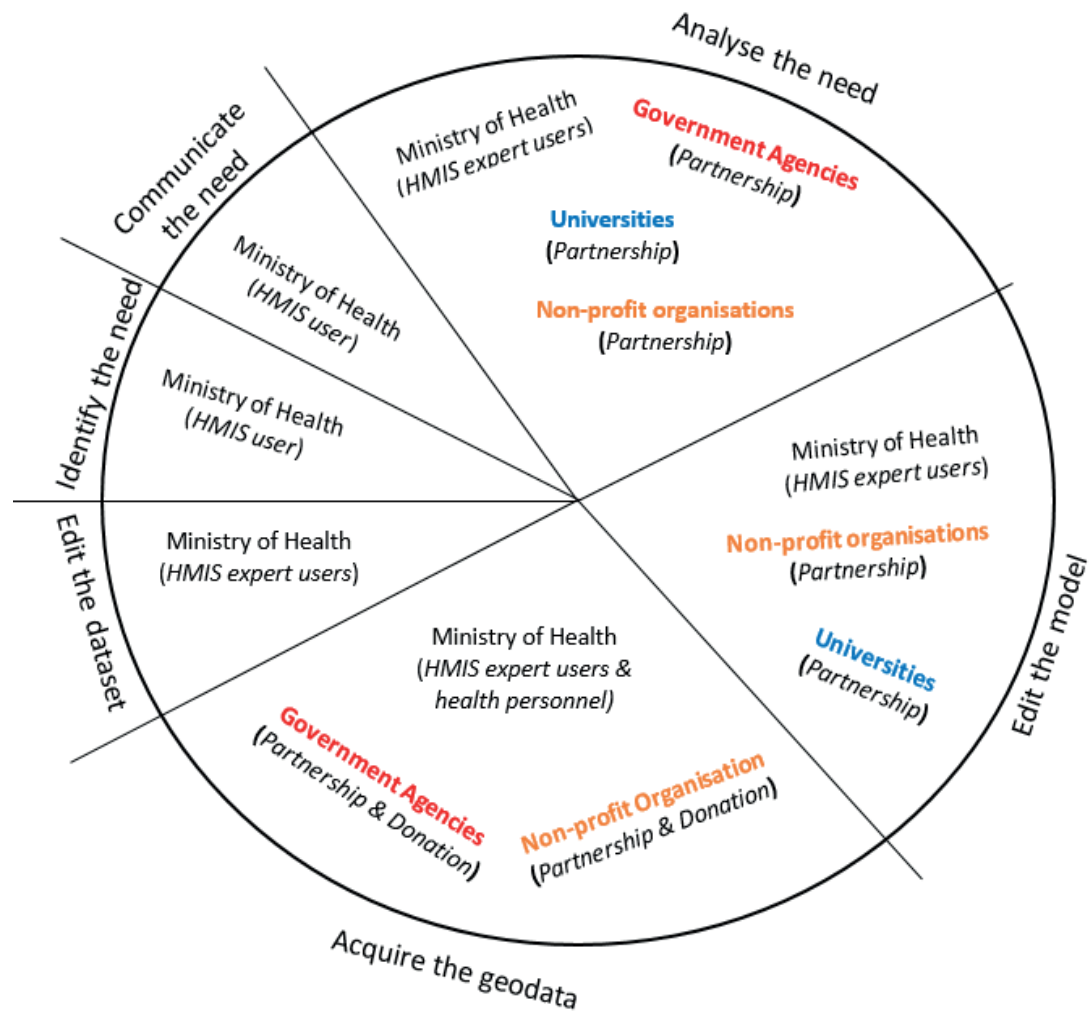 Analyse the need
Ministry of Health
(HMIS expert users)
Government Agencies
(Partnership)
Universities
(Partnership)
Non-profit organisations
(Partnership)
Communicate
the need
Ministry of Health
(HMIS user)
Identify the need
Ministry of Health
(HMIS user)
Edit the dataset
Ministry of Health
(HMIS expert users)
Edit the model
Ministry of Health
(HMIS expert users)
Non-profit organisations
(Partnership)
Universities
(Partnership)
Acquire the geodata
Ministry of Health
(HMIS expert users &
health personnel)
Government Agencies
(Partnership & Donation)
Non-profit Organisation
(Partnership & Donation)